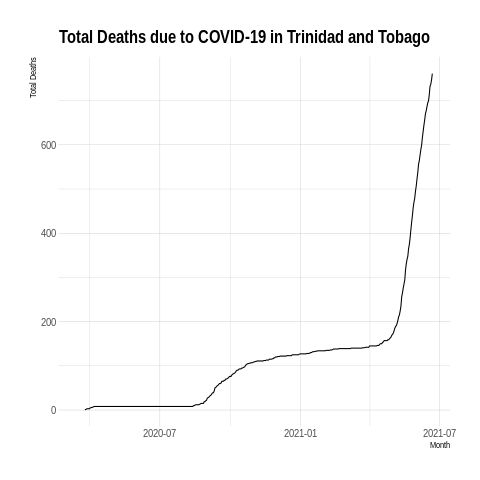 Total Deaths due to COVID-19 in Trinidad and Tobago
Total Deaths
600
400
200
0
2020-07
2021-01
2021-07
Month